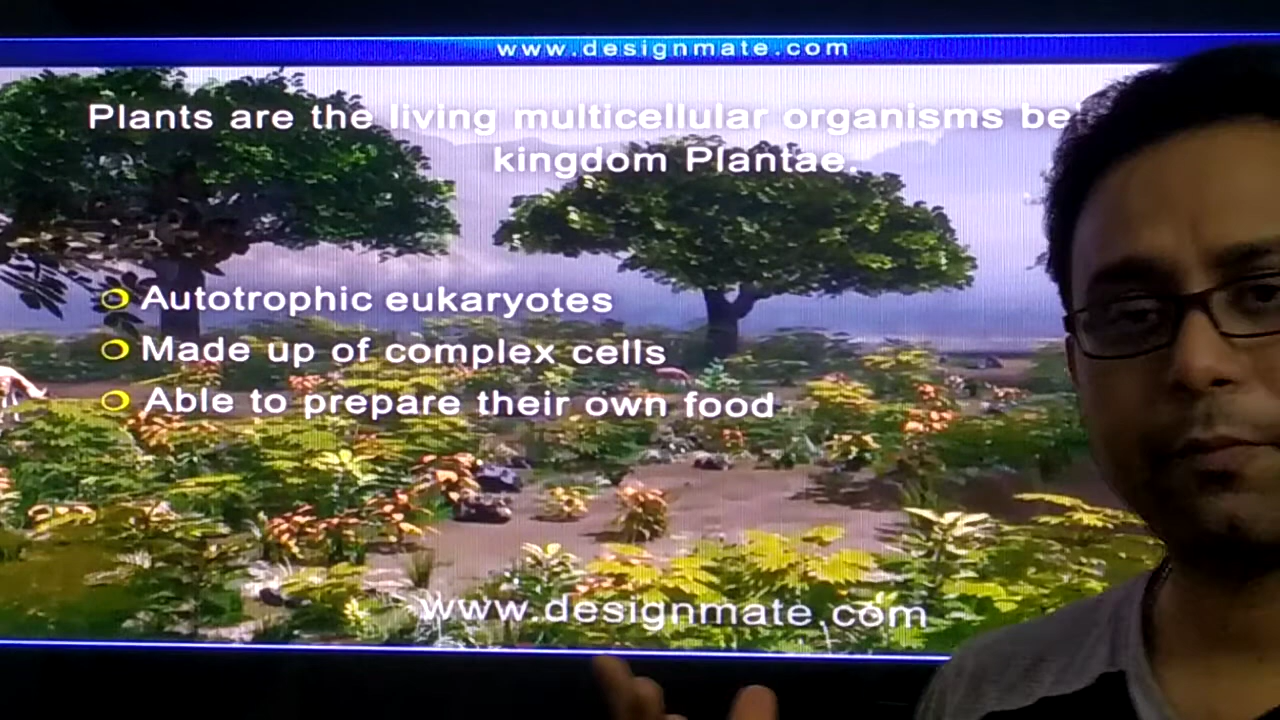 www.designmate.com
Plants are the living multicellular organisms
kingdom Plantae.
Autotrophic eukaryotes
Made up of complex cells
Able to prepare their own food
www.designmate.com